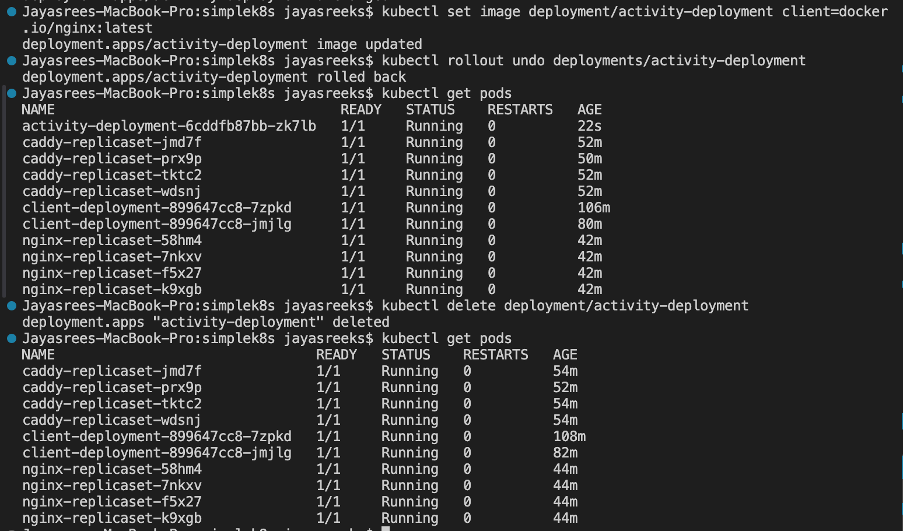 Jayasrees-MacBook-Pro:simplek8s jayasreeks$ kubectl set image deployment/activity-deployment client=docker
.io/nginx:latest
deployment.apps/activity-deployment image updated
Jayasrees-MacBook-Pro:simplek8s jayasreeks$ kubectl rollout undo deployments/activity-deployment
deployment.apps/activity-deployment rolled back
Jayasrees-MacBook-Pro:simplek8s jayasreeks$ kubectl get pods
NAME READY STATUS RESTARTS AGE
activity-deployment-6cddfb87bb-zk7lb 1/1 Running 0 22s
caddy-replicaset-jmd7f 1/1 Running 0 52m
caddy-replicaset-prx9p 1/1 Running 0 50m
caddy-replicaset-tktc2 1/1 Running 0 52m
caddy-replicaset-wdsnj 1/1 Running 0 52m
client-deployment-899647cc8-7zpkd 1/1 Running 0 106m
client-deployment-899647cc8-jmjlg 1/1 Running 0 80m
nginx-replicaset-58hm4 1/1 Running 0 42m
nginx-replicaset-7nkxv 1/1 Running 0 42m
nginx-replicaset-f5x27 1/1 Running 0 42m
nginx-replicaset-k9xgb 1/1 Running 0 42m
Jayasrees-MacBook-Pro:simplek8s jayasreeks$ kubectl delete deployment/activity-deployment
deployment.apps "activity-deployment" deleted
Jayasrees-MacBook-Pro:simplek8s jayasreeks$ kubectl get pods
NAME READY STATUS RESTARTS AGE
caddy-replicaset-jmd7f 1/1 Running 0 54m
caddy-replicaset-prx9p 1/1 Running 0 52m
caddy-replicaset-tktc2 1/1 Running 0 54m
caddy-replicaset-wdsnj 1/1 Running 0 54m
client-deployment-899647cc8-7zpkd 1/1 Running 0 108m
client-deployment-899647cc8-jmjlg 1/1 Running 0 82m
nginx-replicaset-58hm4 1/1 Running 0 44m
nginx-replicaset-7nkxv 1/1 Running 0 44m
nginx-replicaset-f5x27 1/1 Running 0 44m
nginx-replicaset-k9xgb 1/1 Running 0 44m